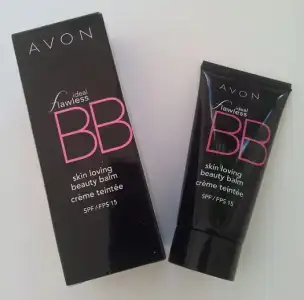 AVON
ideal
flawless
BB
skin loving
beauty balm
crème teintée
SPF/FPS 15
AVON
ideal
flawless
BB
skin loving
beauty balm
crème teintée
SPF/FPS 15